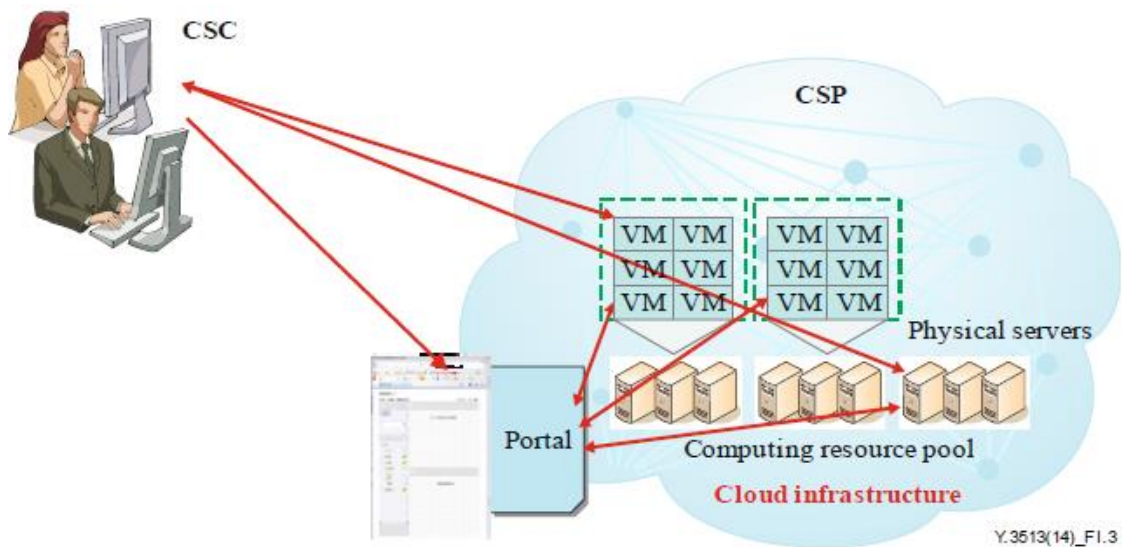 CSC
CSP
VM VM VM VM
VM VM VM VM
VM VM VM VM
Physical servers
Portal
Computing resource pool
Cloud infrastructure
Y.3513(14)_FI.3